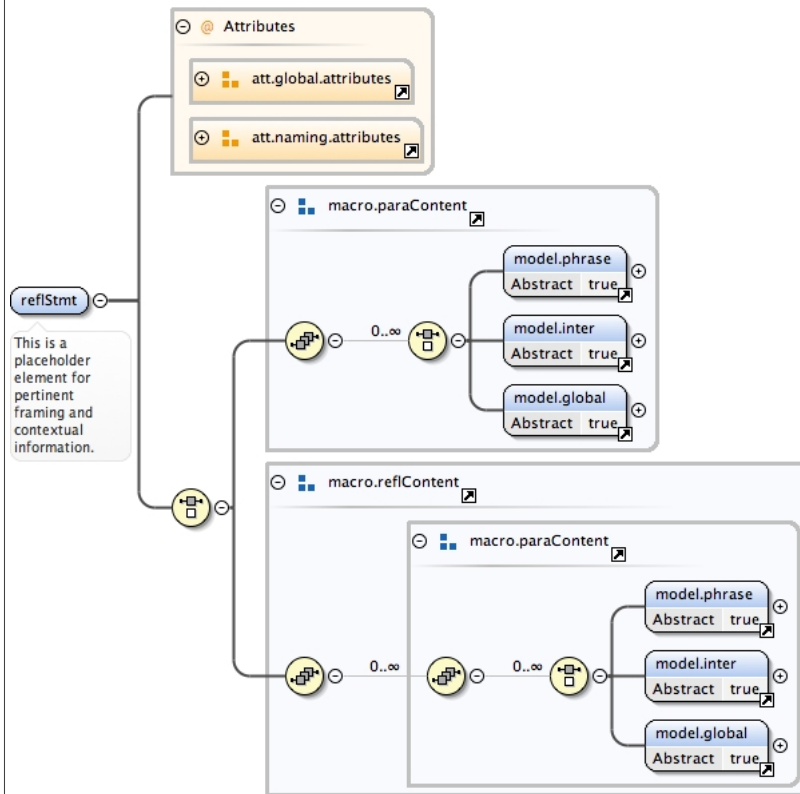 @ Attributes
att.global.attributes
att.naming.attributes
macro.paraContent
model.phrase
Abstract true
reflStmt
0..∞
model.inter
Abstract true
This is a
placeholder
element for
pertinent
framing and
contextual
information.
model.global
Abstract true
macro.reflContent
macro.paraContent
model.phrase
Abstract true
0..∞
0..∞
model.inter
Abstract true
model.global
Abstract true